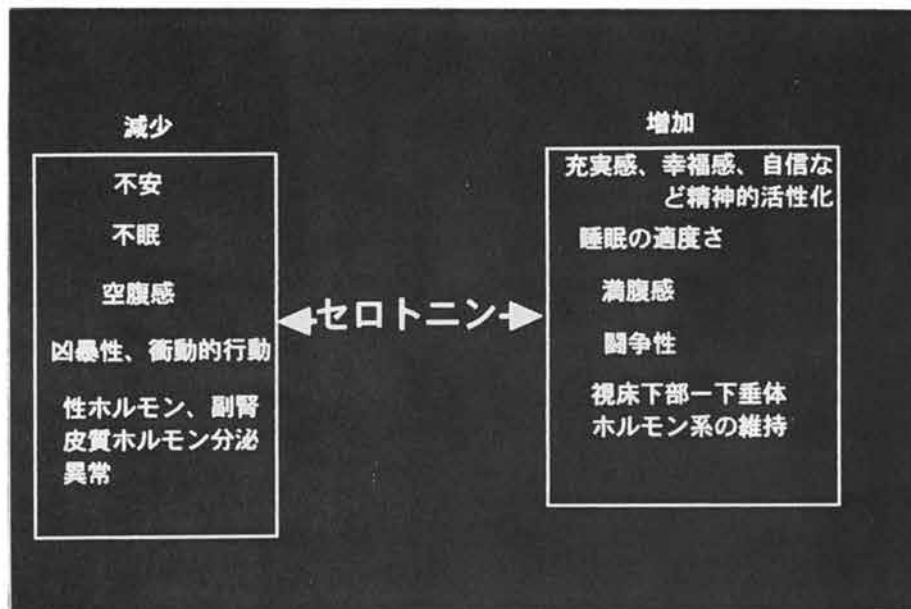 減少
不安
不眠
空腹感
凶暴性、衝動的行動
性ホルモン、副腎
皮質ホルモン分泌
異常
セロトニン
増加
充実感、幸福感、自信な
ど精神的活性化
睡眠の適度さ
満腹感
闘争性
視床下部ー下垂体
ホルモン系の維持